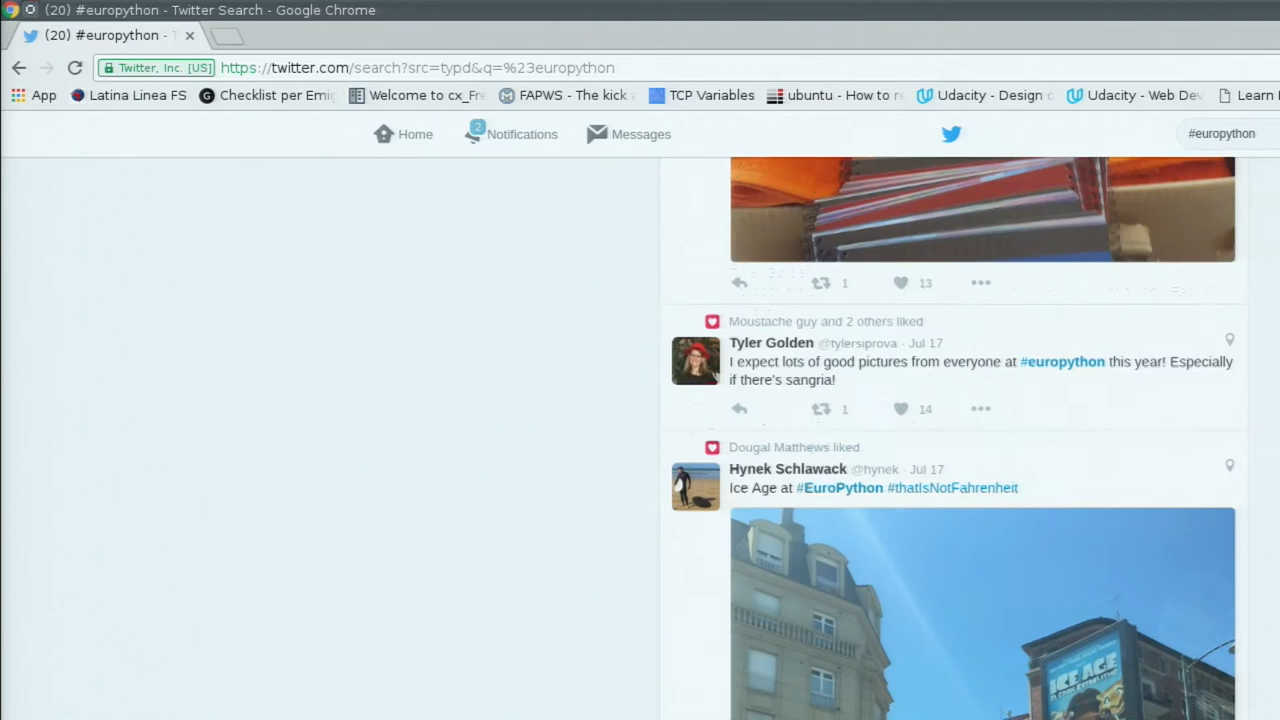 (20) #europython - Twitter Search - Google Chrome
(20) #europython -
Twitter, Inc. [US] https://twitter.com/search?src=typd&q=%23europython
App Latina Linea FS Checklist per Emig Welcome to cx_Fre FAPWS - The kick TCP Variables ubuntu - How to re Udacity - Design Udacity - Web Dev Learn
Home 2 Notifications Messages #europython
1 13
Moustache guy and 2 others liked
Tyler Golden @tylersiprova · Jul 17
I expect lots of good pictures from everyone at #europython this year! Especially
if there's sangria!
1 14
Dougal Matthews liked
Hynek Schlawack @hynek · Jul 17
Ice Age at #EuroPython #thatIsNotFahrenheit
ICE AGE